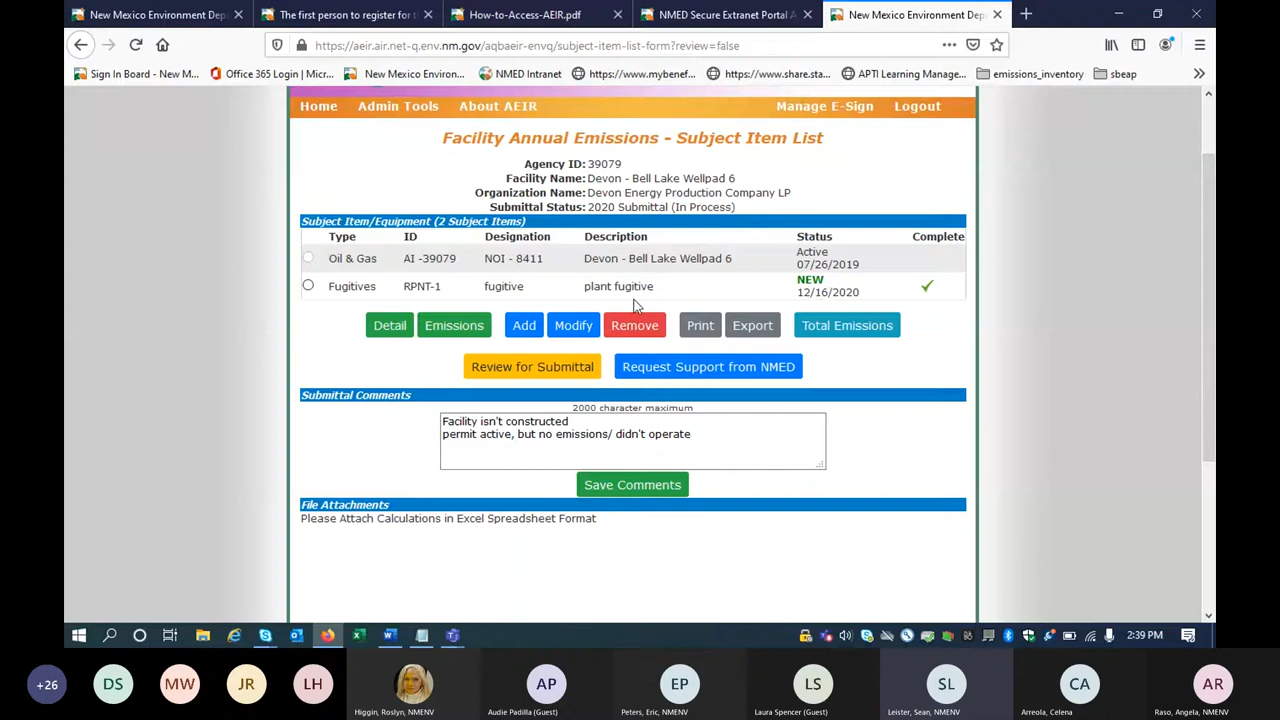 New Mexico Environment Dep
The first person to register for t
How-to-Access-AEIR.pdf
NMED Secure Extranet Portal A
New Mexico Environment Dep
https://aeir.air.net-q.env.nm.gov/aqbaeir-envq/subject-item-list-form?review=false
Sign In Board - New M...
Office 365 Login | Micr...
New Mexico Environ...
NMED Intranet
https://www.mybenef...
https://www.share.sta...
APTI Learning Manage...
emissions_inventory
sbeap
Home
Admin Tools
About AEIR
Manage E-Sign
Logout
Facility Annual Emissions - Subject Item List
Agency ID: 39079
Facility Name: Devon - Bell Lake Wellpad 6
Organization Name: Devon Energy Production Company LP
Submittal Status: 2020 Submittal (In Process)
Subject Item/Equipment (2 Subject Items)
Type ID Designation Description Status Complete
Oil & Gas AI -39079 NOI - 8411 Devon - Bell Lake Wellpad 6 Active
07/26/2019
Fugitives RPNT-1 fugitive plant fugitive NEW
12/16/2020
Detail Emissions Add Modify Remove Print Export Total Emissions
Review for Submittal Request Support from NMED
Submittal Comments
2000 character maximum
Facility isn't constructed
permit active, but no emissions/ didn't operate
Save Comments
File Attachments
Please Attach Calculations in Excel Spreadsheet Format
2:39 PM
+26 DS MW JR LH AP EP LS SL CA AR
Higgin, Roslyn, NMENV
Audie Padilla (Guest)
Peters, Eric, NMENV
Laura Spencer (Guest)
Leister, Sean, NMENV
Arreola, Celena
Raso, Angela, NMENV